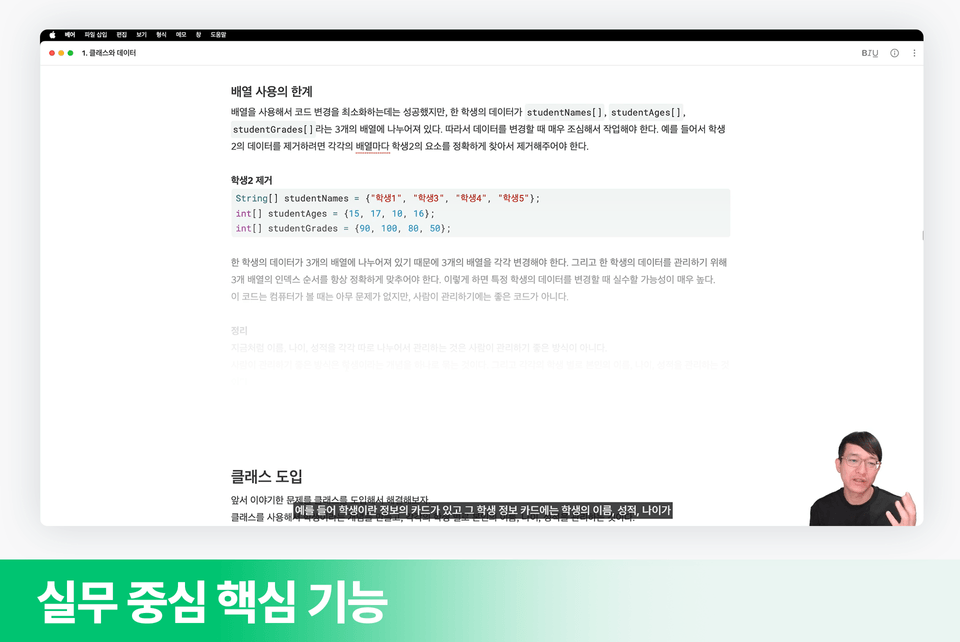 베어 파일 삽입 편집 보기 형식 메모 창 도움말
1. 클래스와 데이터
BIU
배열 사용의 한계
배열을 사용해서 코드 변경을 최소화하는데는 성공했지만, 한 학생의 데이터가 studentNames[], studentAges[],
studentGrades[] 라는 3개의 배열에 나누어져 있다. 따라서 데이터를 변경할 때 매우 조심해서 작업해야 한다. 예를 들어서 학생
2의 데이터를 제거하려면 각각의 배열마다 학생2의 요소를 정확하게 찾아서 제거해주어야 한다.
학생2 제거
String[] studentNames = {"학생1", "학생3", "학생4", "학생5"};
int[] studentAges = {15, 17, 10, 16};
int[] studentGrades = {90, 100, 80, 50};
한 학생의 데이터가 3개의 배열에 나누어져 있기 때문에 3개의 배열을 각각 변경해야 한다. 그리고 한 학생의 데이터를 관리하기 위해
3개 배열의 인덱스 순서를 항상 정확하게 맞추어야 한다. 이렇게 하면 특정 학생의 데이터를 변경할 때 실수할 가능성이 매우 높다.
이 코드는 컴퓨터가 볼 때는 아무 문제가 없지만, 사람이 관리하기에는 좋은 코드가 아니다.
정리
지금처럼 이름, 나이, 성적을 각각 따로 나누어서 관리하는 것은 사람이 관리하기 좋은 방식이 아니다.
클래스 도입
앞서 이야기한 문제를 클래스를 도입해서 해결해보자.
클래스를 사용해서
예를 들어 학생이란 정보의 카드가 있고 그 학생 정보 카드에는 학생의 이름, 성적, 나이가
실무 중심 핵심 기능